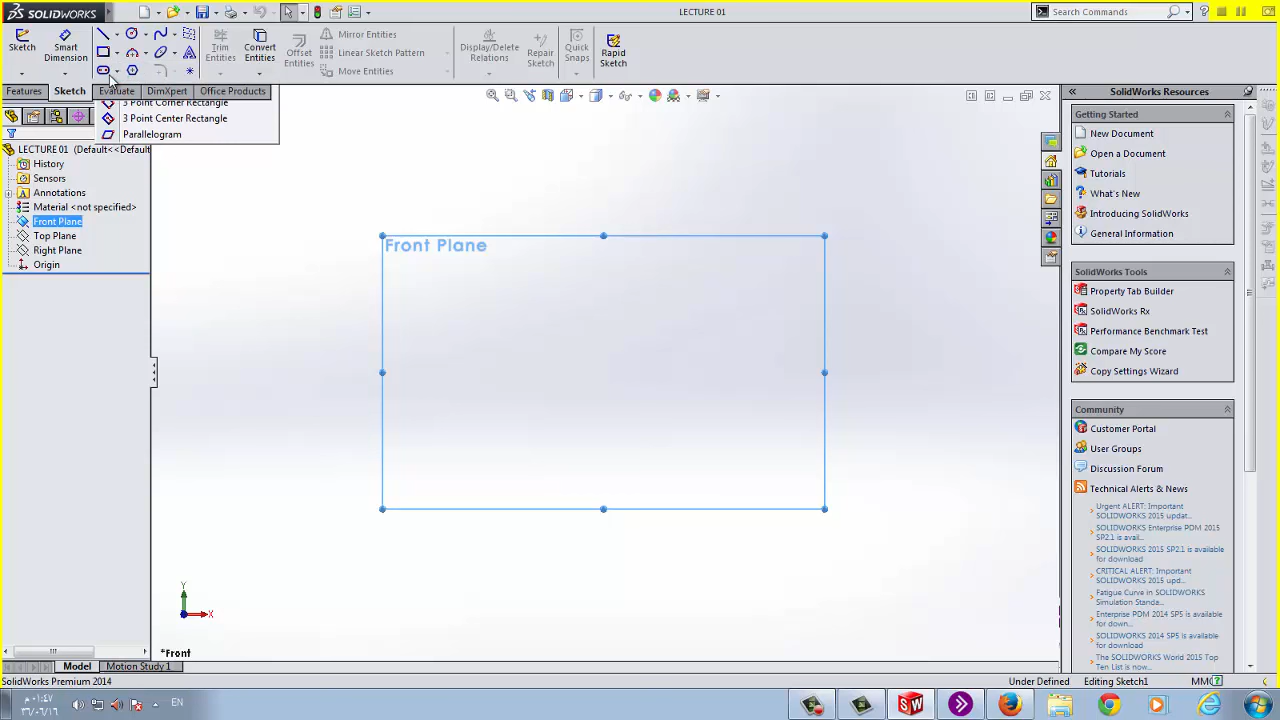 SOLIDWORKS
LECTURE 01
Search Commands
Sketch
Smart Dimension
Trim Entities
Convert Entities
Offset Entities
Mirror Entities
Linear Sketch Pattern
Move Entities
Display/Delete Relations
Repair Sketch
Quick Snaps
Rapid Sketch
Features
Sketch
Evaluate
DimXpert
Office Products
3 Point Corner Rectangle
3 Point Center Rectangle
Parallelogram
LECTURE 01 (Default<<Default
History
Sensors
Annotations
Material <not specified>
Front Plane
Top Plane
Right Plane
Origin
Front Plane
Y
X
*Front
SolidWorks Resources
Getting Started
New Document
Open a Document
Tutorials
What's New
Introducing SolidWorks
General Information
SolidWorks Tools
Property Tab Builder
SolidWorks Rx
Performance Benchmark Test
Compare My Score
Copy Settings Wizard
Community
Customer Portal
User Groups
Discussion Forum
Technical Alerts & News
Urgent ALERT: Important
SOLIDWORKS 2015 updat...
SOLIDWORKS Enterprise PDM 2015
SP2.1 is avail...
SOLIDWORKS 2015 SP2.1 is available
for download
CRITICAL ALERT: Important
SOLIDWORKS 2015 upd...
Fatigue Curve in SOLIDWORKS
Simulation Standa...
Enterprise PDM 2014 SP5 is available
for down...
SOLIDWORKS 2014 SP5 is available
for download
The SOLIDWORKS World 2015 Top
Ten List is now...
Model
Motion Study 1
SolidWorks Premium 2014
Under Defined
Editing Sketch1
EN
٠١:٤٧ م